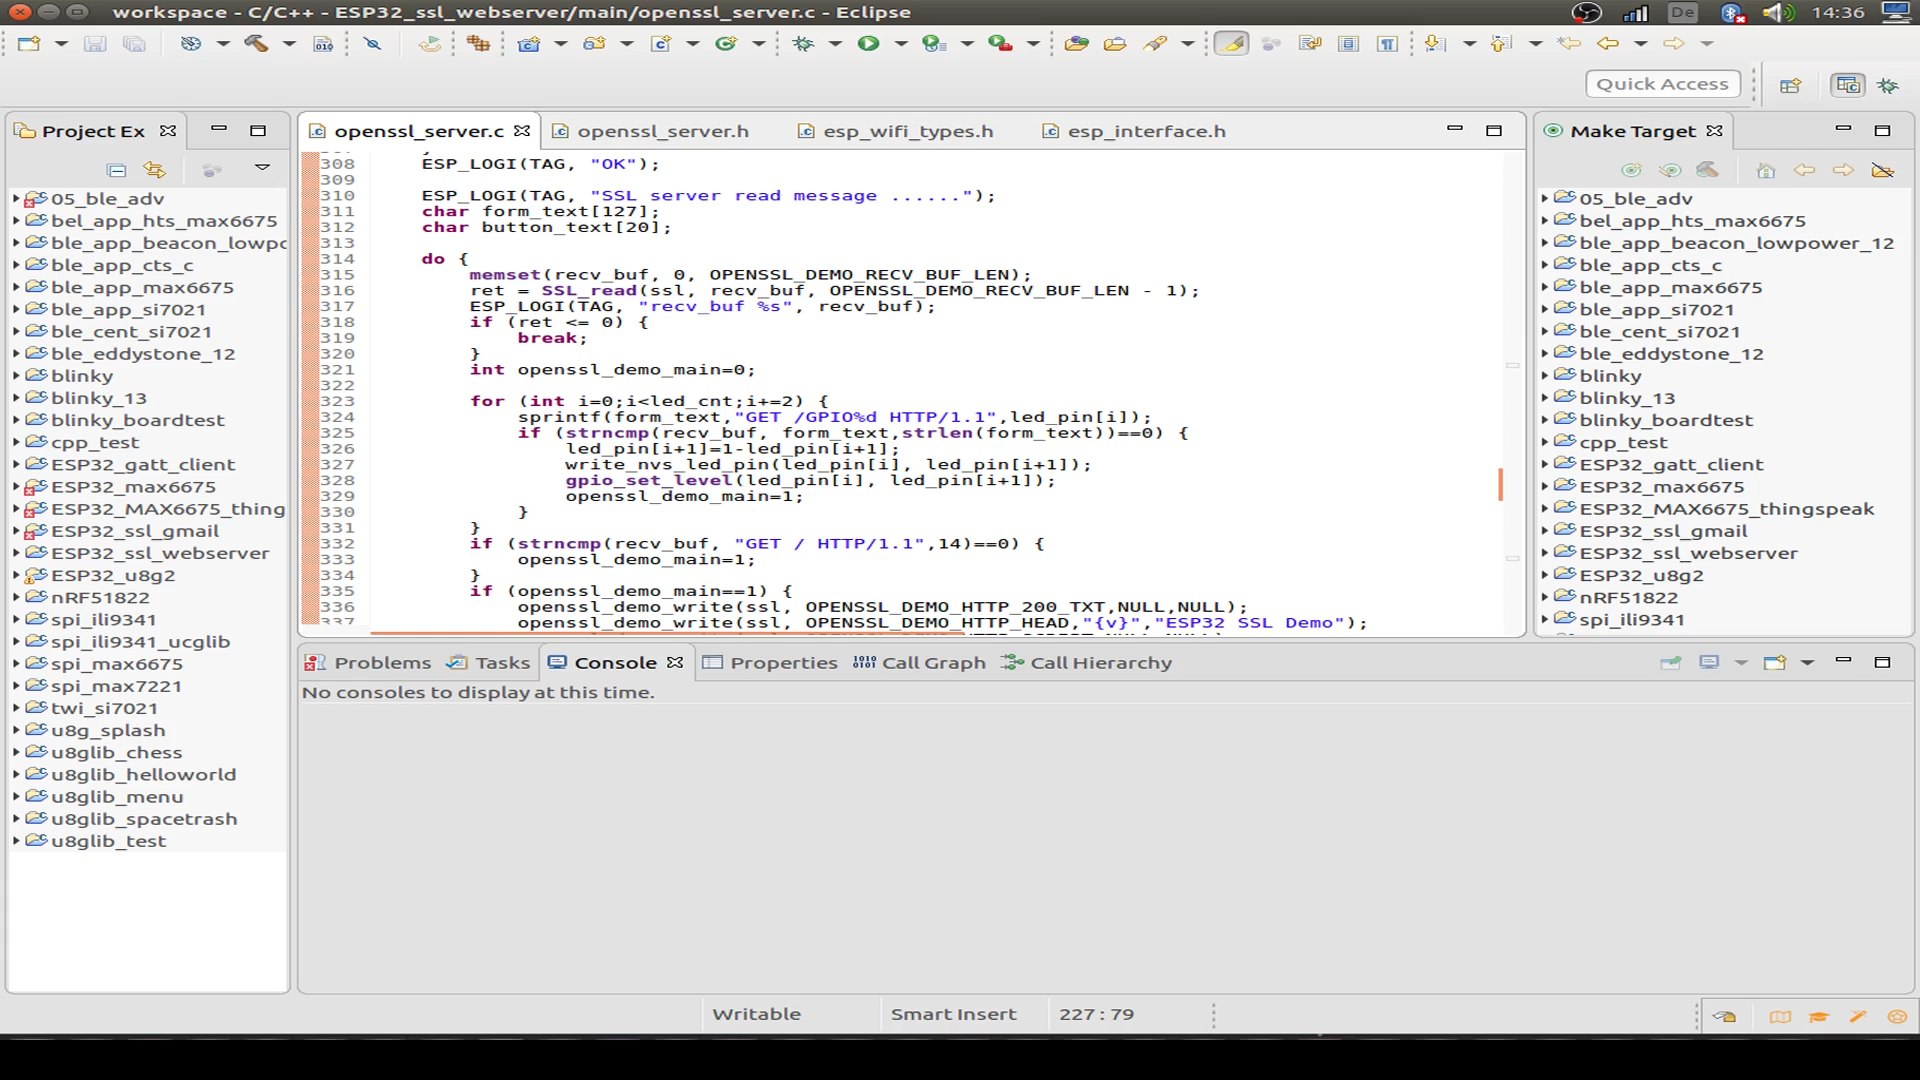 workspace - C/C++ - ESP32_ssl_webserver/main/openssl_server.c - Eclipse
De
14:36
010
Quick Access
Project Ex
05_ble_adv
bel_app_hts_max6675
ble_app_beacon_lowpc
ble_app_cts_c
ble_app_max6675
ble_app_si7021
ble_cent_si7021
ble_eddystone_12
blinky
blinky_13
blinky_boardtest
cpp_test
ESP32_gatt_client
ESP32_max6675
ESP32_MAX6675_thing
ESP32_ssl_gmail
ESP32_ssl_webserver
ESP32_u8g2
nRF51822
spi_ili9341
spi_ili9341_ucglib
spi_max6675
spi_max7221
twi_si7021
u8g_splash
u8glib_chess
u8glib_helloworld
u8glib_menu
u8glib_spacetrash
u8glib_test
openssl_server.c
openssl_server.h
esp_wifi_types.h
esp_interface.h
308 ESP_LOGI(TAG, "OK");
309
310 ESP_LOGI(TAG, "SSL server read message ......");
311 char form_text[127];
312 char button_text[20];
313
314 do {
315 memset(recv_buf, 0, OPENSSL_DEMO_RECV_BUF_LEN);
316 ret = SSL_read(ssl, recv_buf, OPENSSL_DEMO_RECV_BUF_LEN - 1);
317 ESP_LOGI(TAG, "recv_buf %s", recv_buf);
318 if (ret <= 0) {
319 break;
320 }
321 int openssl_demo_main=0;
322
323 for (int i=0;i<led_cnt;i+=2) {
324 sprintf(form_text,"GET /GPIO%d HTTP/1.1",led_pin[i]);
325 if (strncmp(recv_buf, form_text,strlen(form_text))==0) {
326 led_pin[i+1]=1-led_pin[i+1];
327 write_nvs_led_pin(led_pin[i], led_pin[i+1]);
328 gpio_set_level(led_pin[i], led_pin[i+1]);
329 openssl_demo_main=1;
330 }
331 }
332 if (strncmp(recv_buf, "GET / HTTP/1.1",14)==0) {
333 openssl_demo_main=1;
334 }
335 if (openssl_demo_main==1) {
336 openssl_demo_write(ssl, OPENSSL_DEMO_HTTP_200_TXT,NULL,NULL);
337 openssl_demo_write(ssl, OPENSSL_DEMO_HTTP_HEAD,"{v}","ESP32 SSL Demo");
Make Target
05_ble_adv
bel_app_hts_max6675
ble_app_beacon_lowpower_12
ble_app_cts_c
ble_app_max6675
ble_app_si7021
ble_cent_si7021
ble_eddystone_12
blinky
blinky_13
blinky_boardtest
cpp_test
ESP32_gatt_client
ESP32_max6675
ESP32_MAX6675_thingspeak
ESP32_ssl_gmail
ESP32_ssl_webserver
ESP32_u8g2
nRF51822
spi_ili9341
Problems
Tasks
Console
Properties
Call Graph
Call Hierarchy
No consoles to display at this time.
Writable
Smart Insert
227 : 79